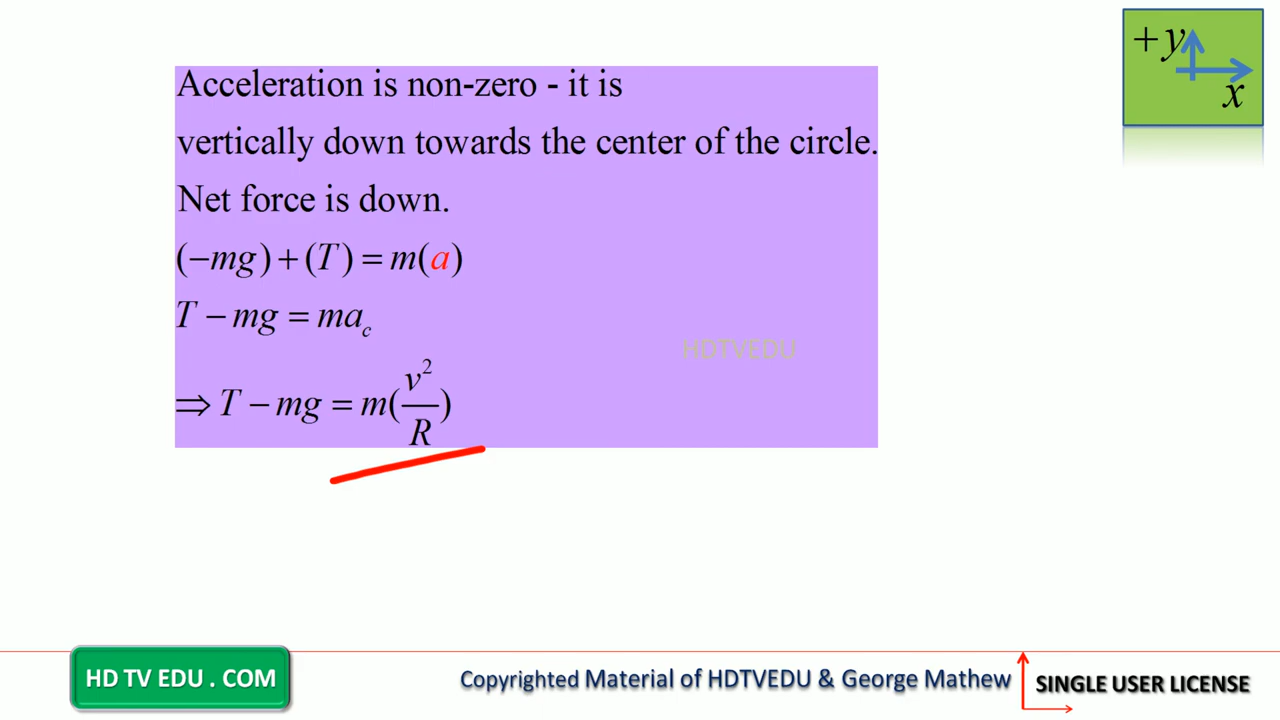 +y
x
Acceleration is non-zero - it is
vertically down towards the center of the circle.
Net force is down.
(−mg) + (T) = m(a)
T − mg = ma_c
HDTVEDU
⇒ T − mg = m(v²/R)
HD TV EDU . COM
Copyrighted Material of HDTVEDU & George Mathew
SINGLE USER LICENSE